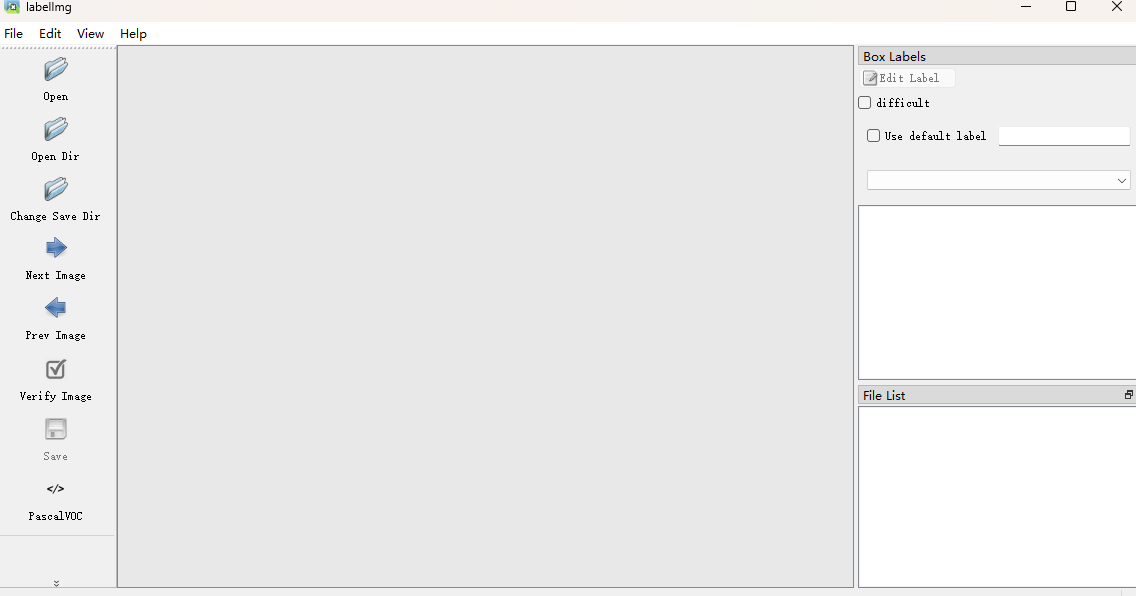 labelImg
File Edit View Help
Open
Open Dir
Change Save Dir
Next Image
Prev Image
Verify Image
Save
</>
PascalVOC
Box Labels
Edit Label
difficult
Use default label
File List